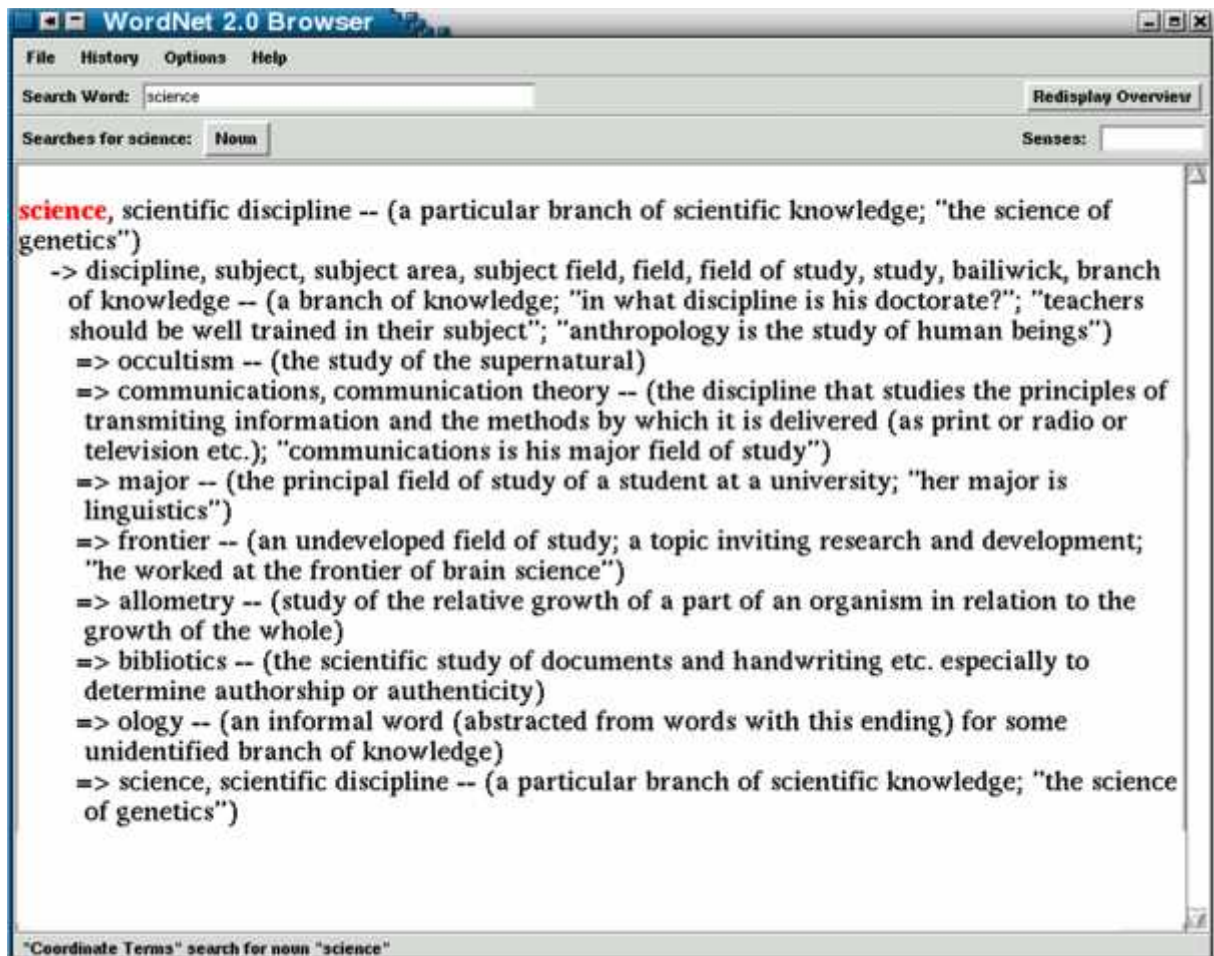 WordNet 2.0 Browser
File History Options Help
Search Word: science Redisplay Overview
Searches for science: Noun Senses:
science, scientific discipline -- (a particular branch of scientific knowledge; "the science of
genetics")
-> discipline, subject, subject area, subject field, field, field of study, study, bailiwick, branch
of knowledge -- (a branch of knowledge; "in what discipline is his doctorate?"; "teachers
should be well trained in their subject"; "anthropology is the study of human beings")
=> occultism -- (the study of the supernatural)
=> communications, communication theory -- (the discipline that studies the principles of
transmiting information and the methods by which it is delivered (as print or radio or
television etc.); "communications is his major field of study")
=> major -- (the principal field of study of a student at a university; "her major is
linguistics")
=> frontier -- (an undeveloped field of study; a topic inviting research and development;
"he worked at the frontier of brain science")
=> allometry -- (study of the relative growth of a part of an organism in relation to the
growth of the whole)
=> bibliotics -- (the scientific study of documents and handwriting etc. especially to
determine authorship or authenticity)
=> ology -- (an informal word (abstracted from words with this ending) for some
unidentified branch of knowledge)
=> science, scientific discipline -- (a particular branch of scientific knowledge; "the science
of genetics")
"Coordinate Terms" search for noun "science"